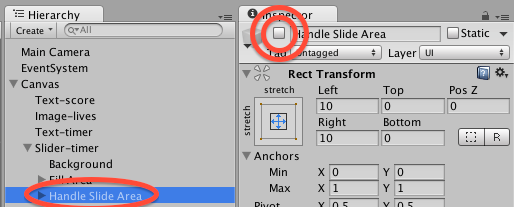 Hierarchy
Create
All
Main Camera
EventSystem
Canvas
Text-score
Image-lives
Text-timer
Slider-timer
Background
Fill Area
Handle Slide Area
Inspector
Handle Slide Area
Static
Tag Untagged Layer UI
Rect Transform
stretch
stretch
Left Top Pos Z
10 0 0
Right Bottom
10 0
R
Anchors
Min X 0 Y 0
Max X 1 Y 1
Pivot X 0.5 Y 0.5